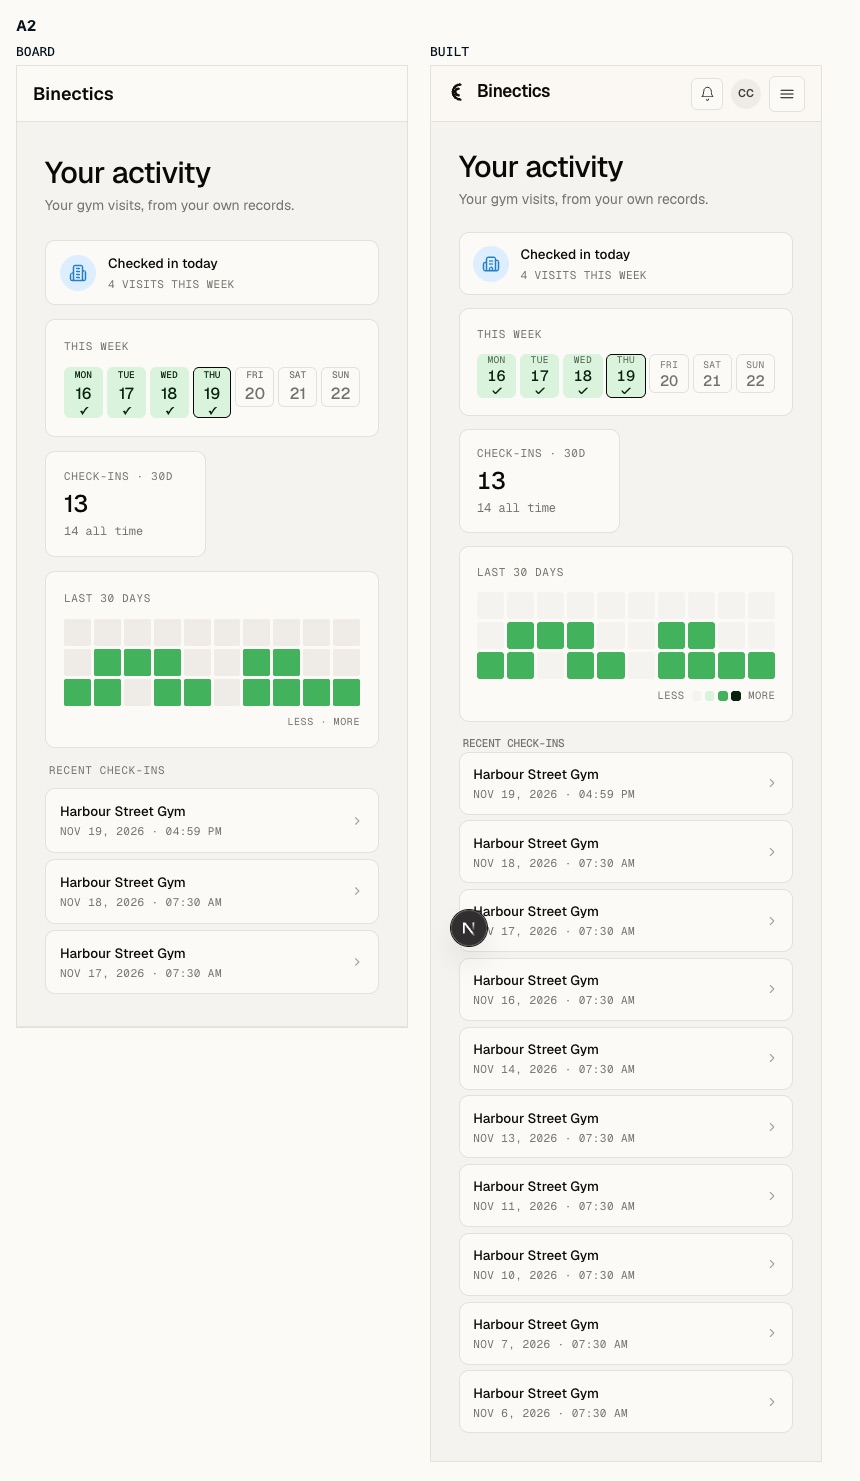 A2
BOARD
Binectics
Your activity
Your gym visits, from your own records.
Checked in today
4 VISITS THIS WEEK
THIS WEEK
MON TUE WED THU FRI SAT SUN
16 17 18 19 20 21 22
CHECK-INS · 30D
13
14 all time
LAST 30 DAYS
LESS · MORE
RECENT CHECK-INS
Harbour Street Gym
NOV 19, 2026 · 04:59 PM
Harbour Street Gym
NOV 18, 2026 · 07:30 AM
Harbour Street Gym
NOV 17, 2026 · 07:30 AM
BUILT
Binectics
CC
Your activity
Your gym visits, from your own records.
Checked in today
4 VISITS THIS WEEK
THIS WEEK
MON TUE WED THU FRI SAT SUN
16 17 18 19 20 21 22
CHECK-INS · 30D
13
14 all time
LAST 30 DAYS
LESS MORE
RECENT CHECK-INS
Harbour Street Gym
NOV 19, 2026 · 04:59 PM
Harbour Street Gym
NOV 18, 2026 · 07:30 AM
Harbour Street Gym
N
17, 2026 · 07:30 AM
Harbour Street Gym
NOV 16, 2026 · 07:30 AM
Harbour Street Gym
NOV 14, 2026 · 07:30 AM
Harbour Street Gym
NOV 13, 2026 · 07:30 AM
Harbour Street Gym
NOV 11, 2026 · 07:30 AM
Harbour Street Gym
NOV 10, 2026 · 07:30 AM
Harbour Street Gym
NOV 7, 2026 · 07:30 AM
Harbour Street Gym
NOV 6, 2026 · 07:30 AM